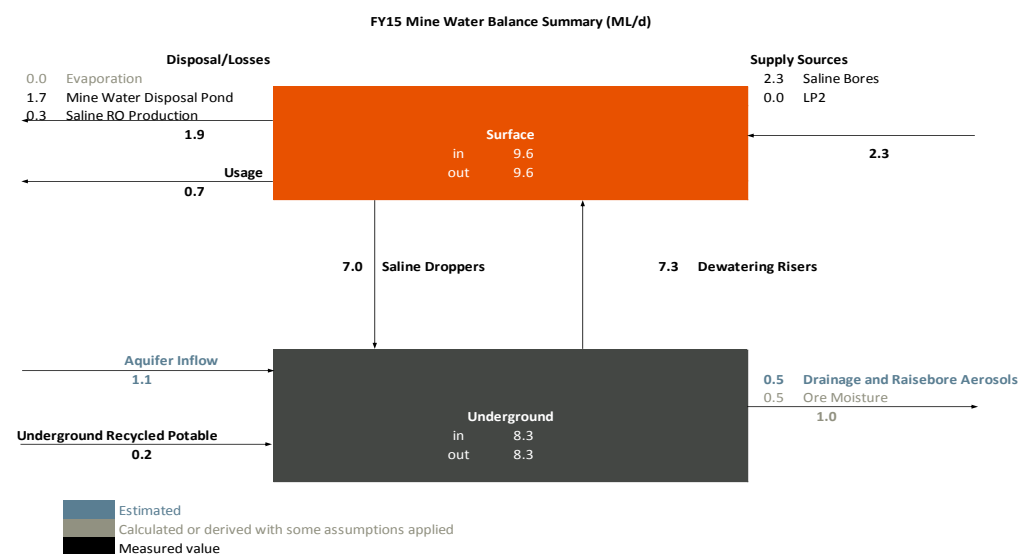 FY15 Mine Water Balance Summary (ML/d)
Disposal/Losses
0.0 Evaporation
1.7 Mine Water Disposal Pond
0.3 Saline RO Production
1.9
Usage
0.7
Supply Sources
2.3 Saline Bores
0.0 LP2
2.3
Surface
in 9.6
out 9.6
7.0 Saline Droppers
7.3 Dewatering Risers
Aquifer Inflow
1.1
Underground Recycled Potable
0.2
Underground
in 8.3
out 8.3
0.5 Drainage and Raisebore Aerosols
0.5 Ore Moisture
1.0
Estimated
Calculated or derived with some assumptions applied
Measured value